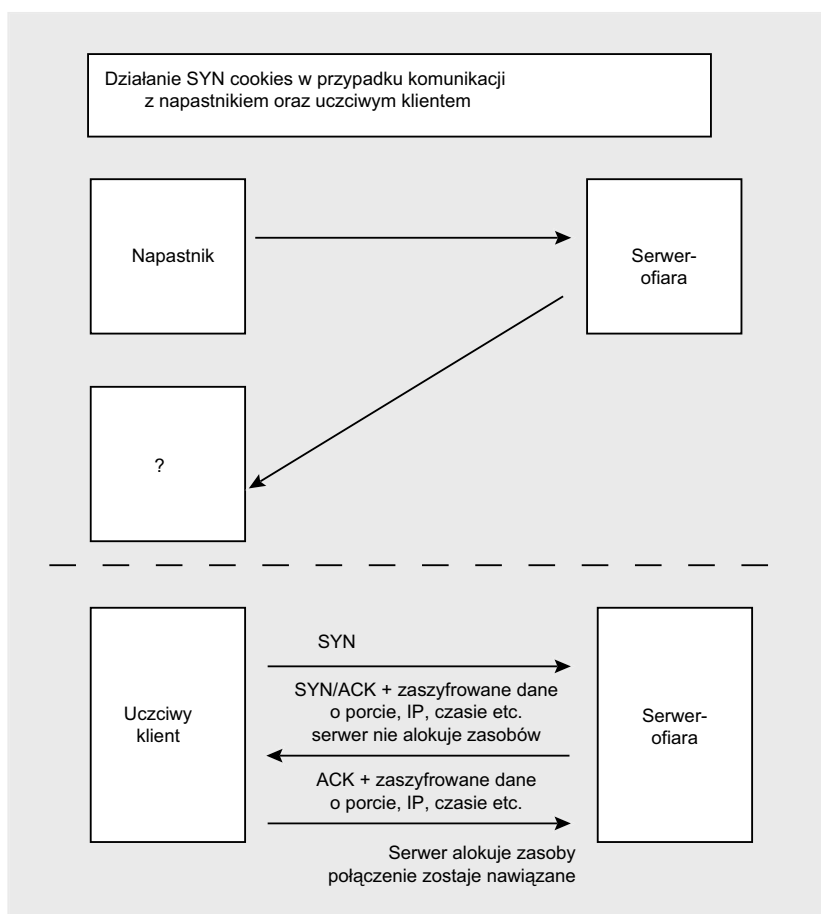 Działanie SYN cookies w przypadku komunikacji
z napastnikiem oraz uczciwym klientem
Napastnik
Serwer-
ofiara
?
Uczciwy
klient
SYN
SYN/ACK + zaszyfrowane dane
o porcie, IP, czasie etc.
serwer nie alokuje zasobów
ACK + zaszyfrowane dane
o porcie, IP, czasie etc.
Serwer alokuje zasoby
połączenie zostaje nawiązane
Serwer-
ofiara